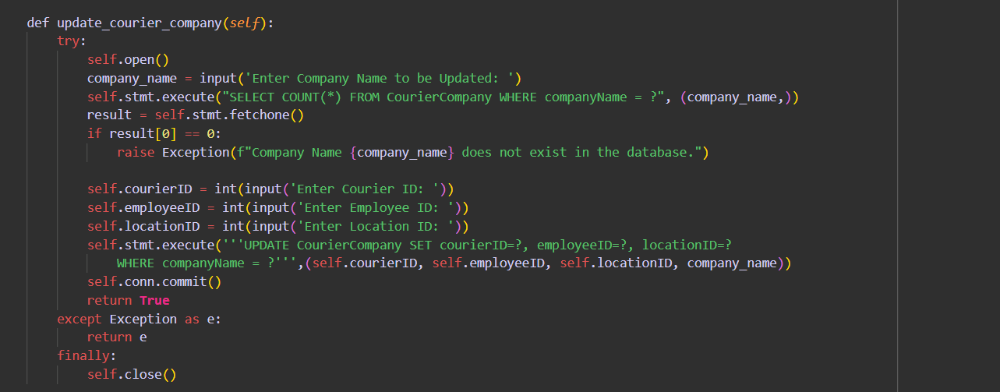 def update_courier_company(self):
    try:
        self.open()
        company_name = input('Enter Company Name to be Updated: ')
        self.stmt.execute("SELECT COUNT(*) FROM CourierCompany WHERE companyName = ?", (company_name,))
        result = self.stmt.fetchone()
        if result[0] == 0:
            raise Exception(f"Company Name {company_name} does not exist in the database.")

        self.courierID = int(input('Enter Courier ID: '))
        self.employeeID = int(input('Enter Employee ID: '))
        self.locationID = int(input('Enter Location ID: '))
        self.stmt.execute('''UPDATE CourierCompany SET courierID=?, employeeID=?, locationID=?
            WHERE companyName = ?''',(self.courierID, self.employeeID, self.locationID, company_name))
        self.conn.commit()
        return True
    except Exception as e:
        return e
    finally:
        self.close()